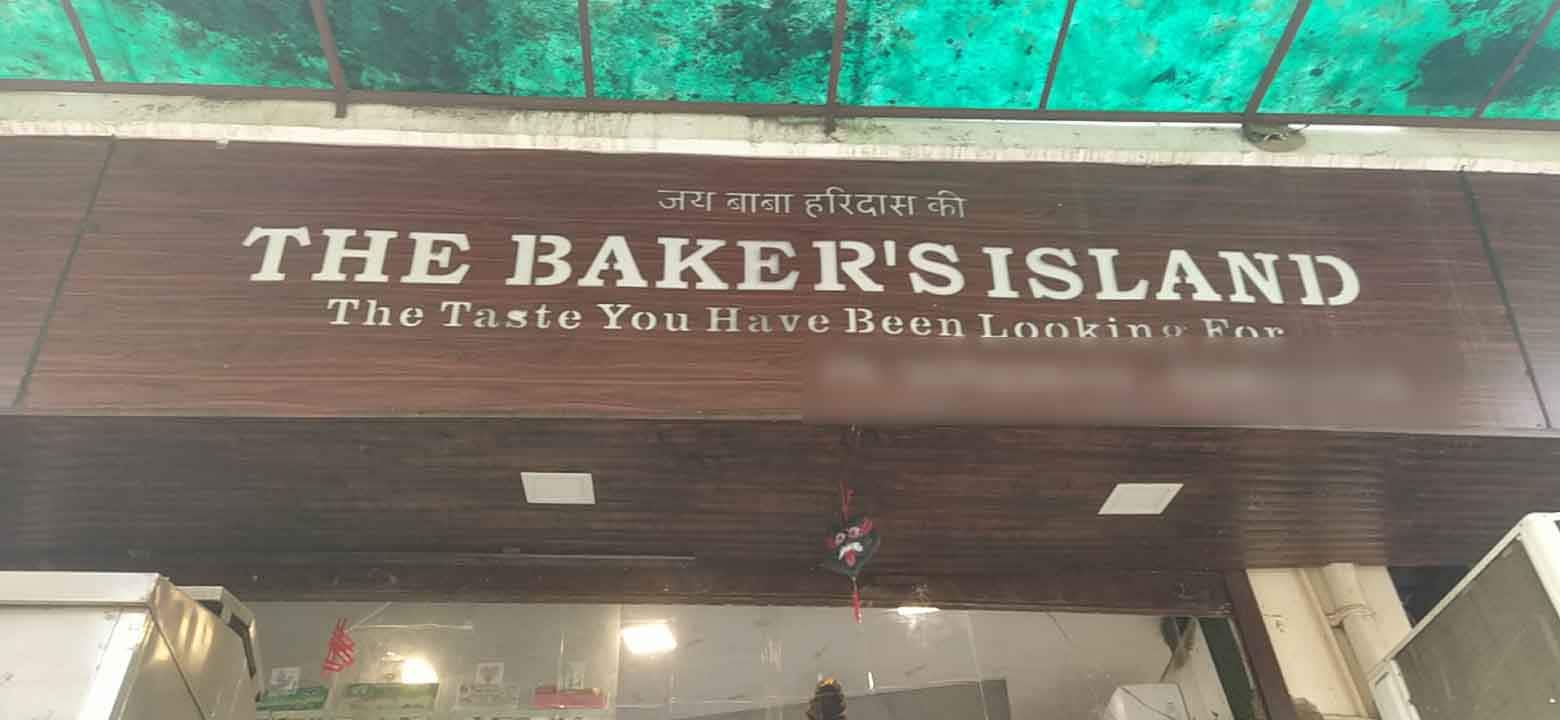 जय बाबा हरिदास की
THE BAKER'S ISLAND
The Taste You Have Been Looking For